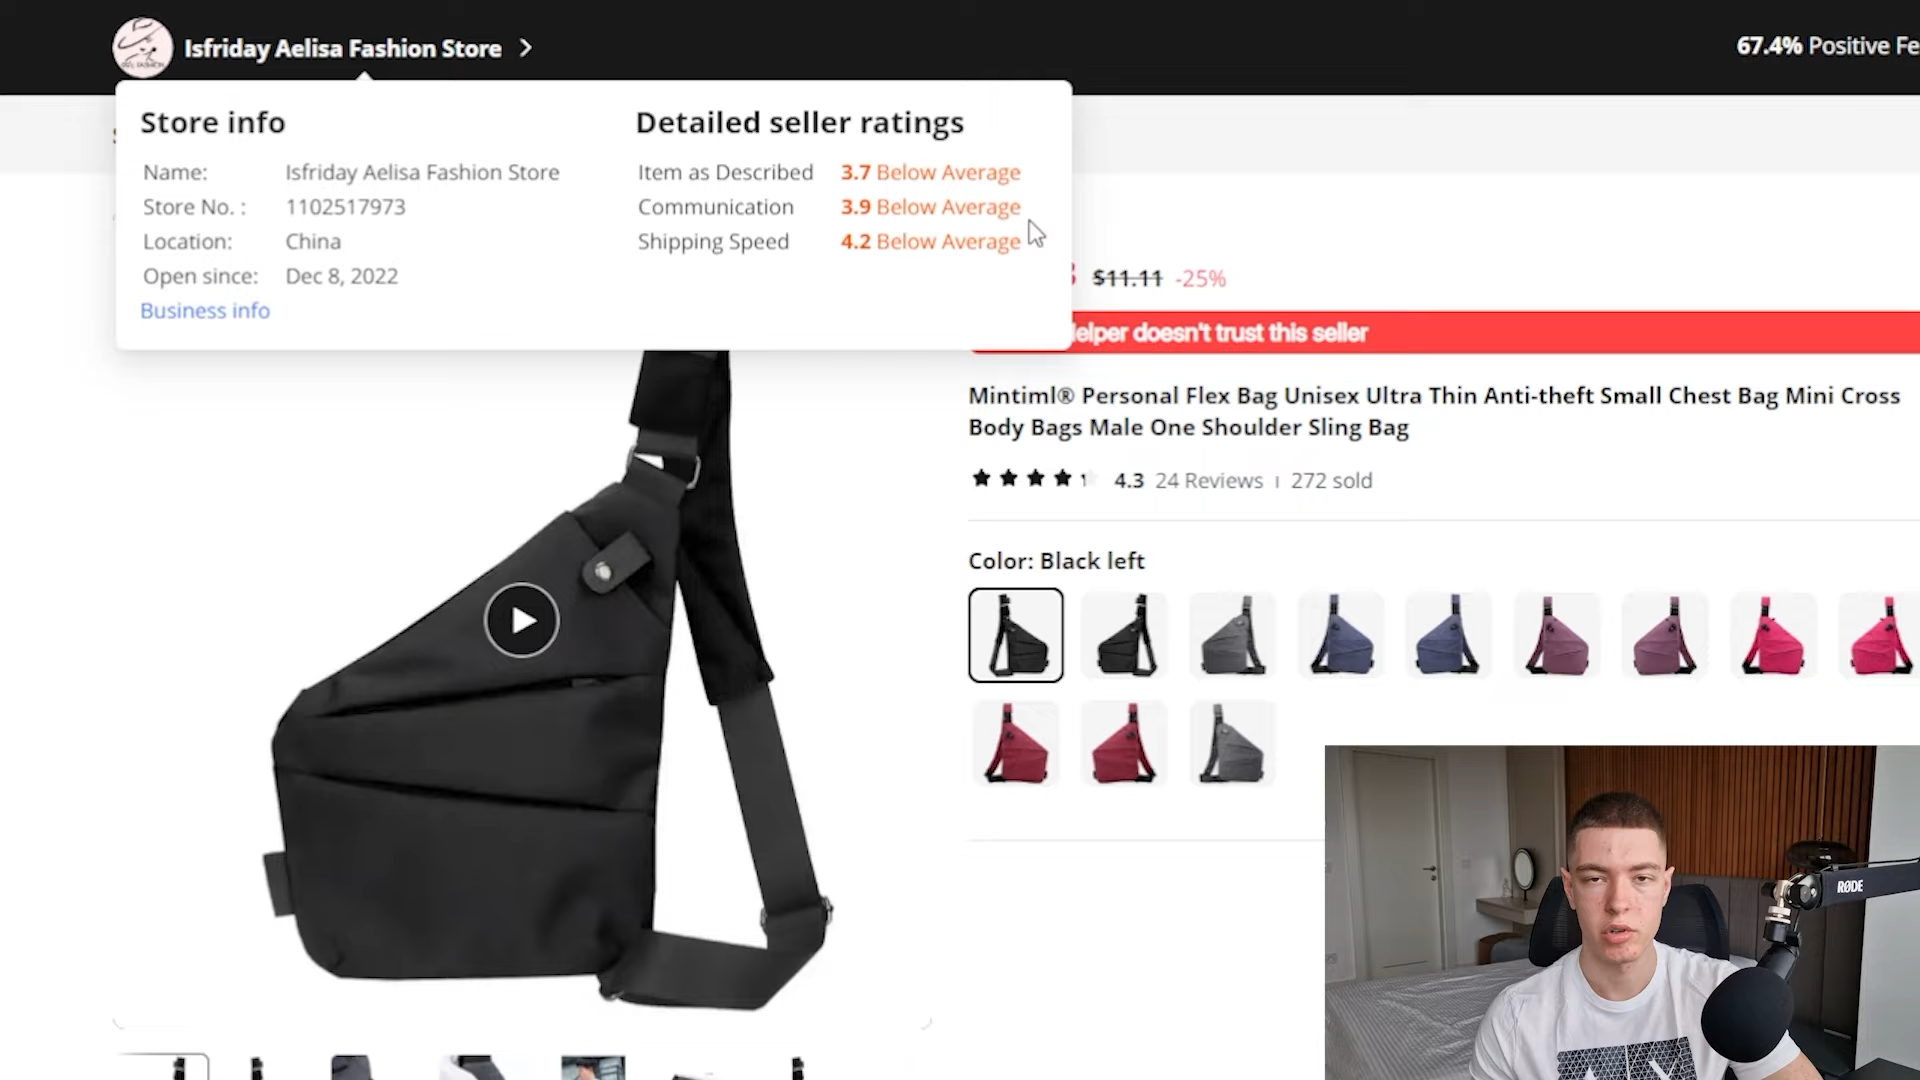 Isfriday Aelisa Fashion Store
67.4% Positive Fe
Store info
Name: Isfriday Aelisa Fashion Store
Store No. : 1102517973
Location: China
Open since: Dec 8, 2022
Business info
Detailed seller ratings
Item as Described 3.7 Below Average
Communication 3.9 Below Average
Shipping Speed 4.2 Below Average
$11.11 -25%
elper doesn't trust this seller
Mintiml® Personal Flex Bag Unisex Ultra Thin Anti-theft Small Chest Bag Mini Cross
Body Bags Male One Shoulder Sling Bag
4.3 24 Reviews 272 sold
Color: Black left
RØDE